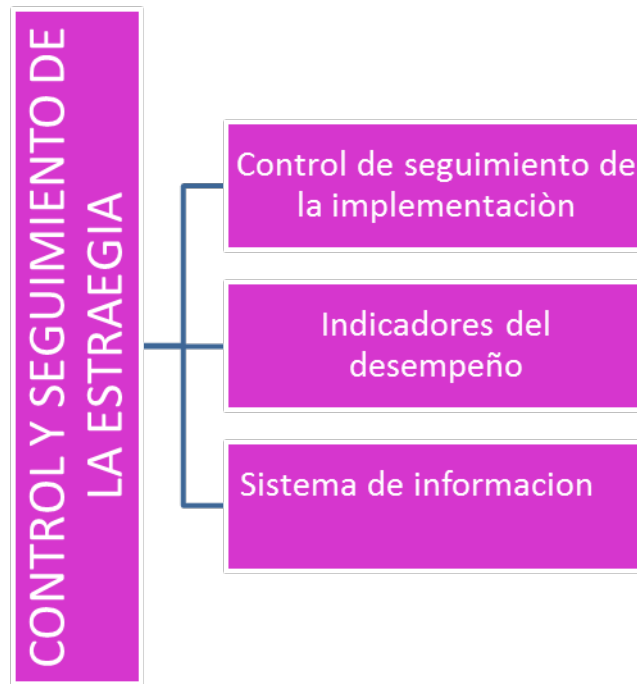 CONTROL Y SEGUIMIENTO DE
LA ESTRAEGIA
Control de seguimiento de
la implementaciòn
Indicadores del
desempeño
Sistema de informacion